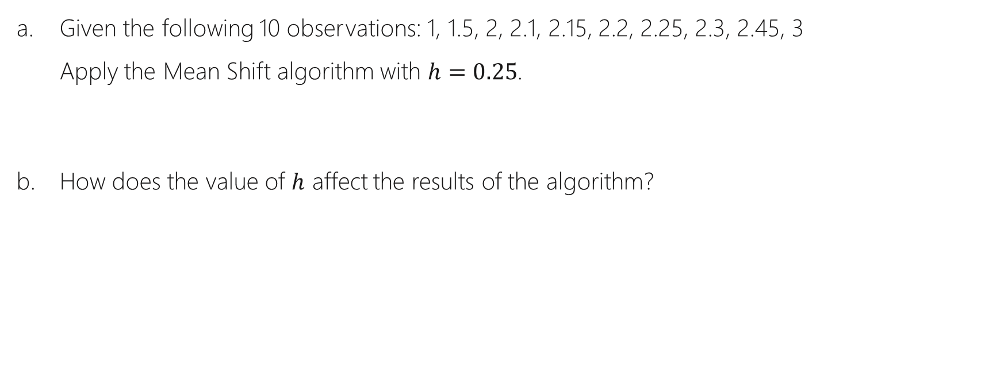 a. Given the following 10 observations: 1, 1.5, 2, 2.1, 2.15, 2.2, 2.25, 2.3, 2.45, 3
Apply the Mean Shift algorithm with h = 0.25.
b. How does the value of h affect the results of the algorithm?